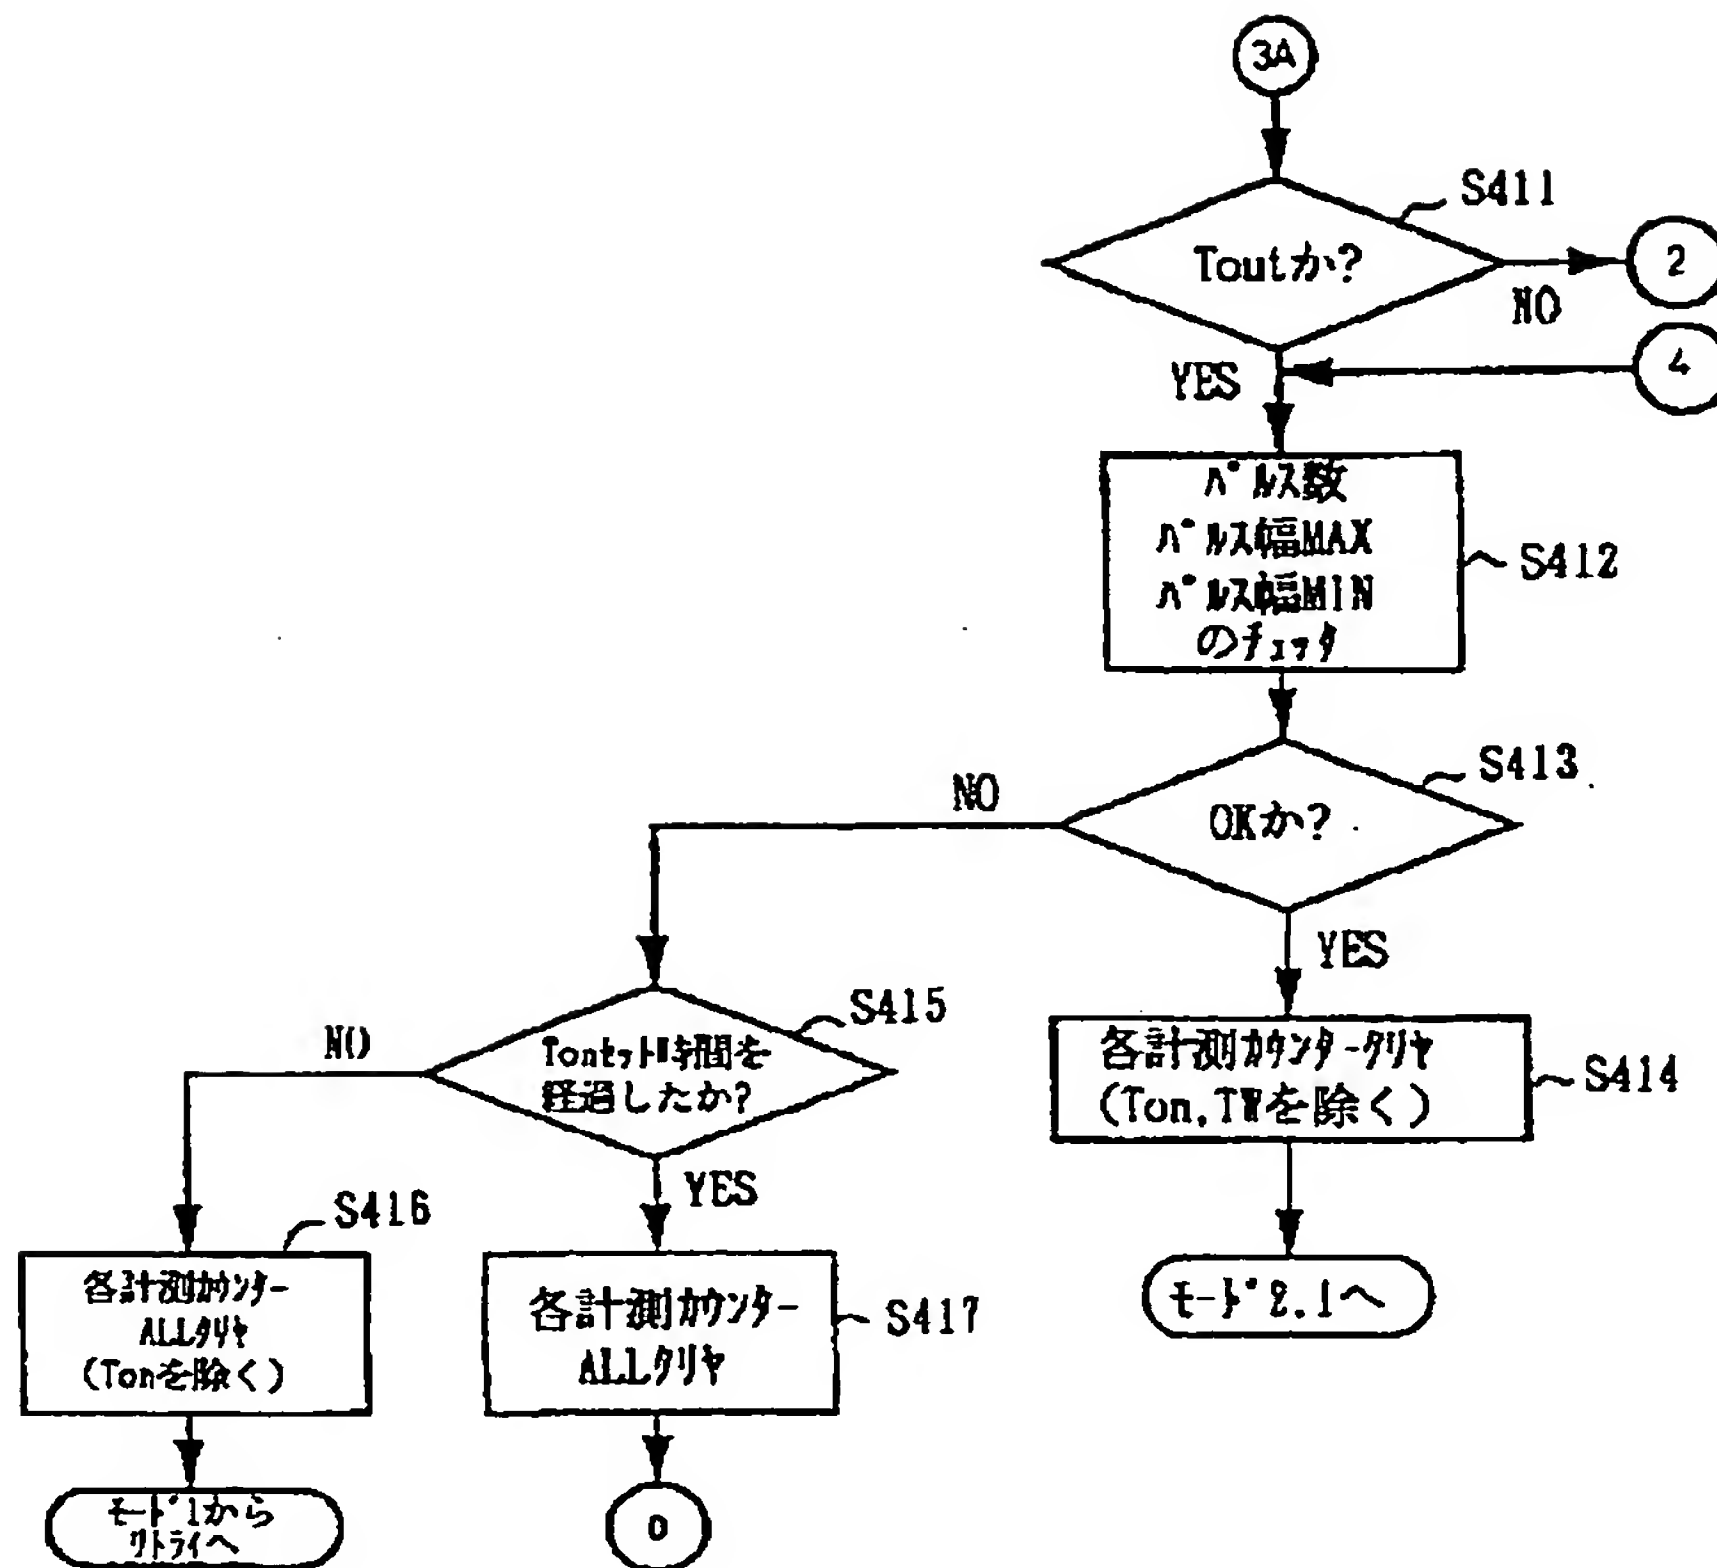 3A
S411
Toutか?
2
NO
4
YES
パルス数
パルス幅MAX
パルス幅MIN
のチェック
S412
S413
OKか?
NO
YES
S415
Tonセット時間を
経過したか?
NO
各計測カウンタークリヤ
(Ton,TWを除く)
S414
YES
S416
各計測カウンター
ALLクリヤ
(Tonを除く)
各計測カウンター
ALLクリヤ
S417
モード2.1へ
モード1から
リトライへ
0